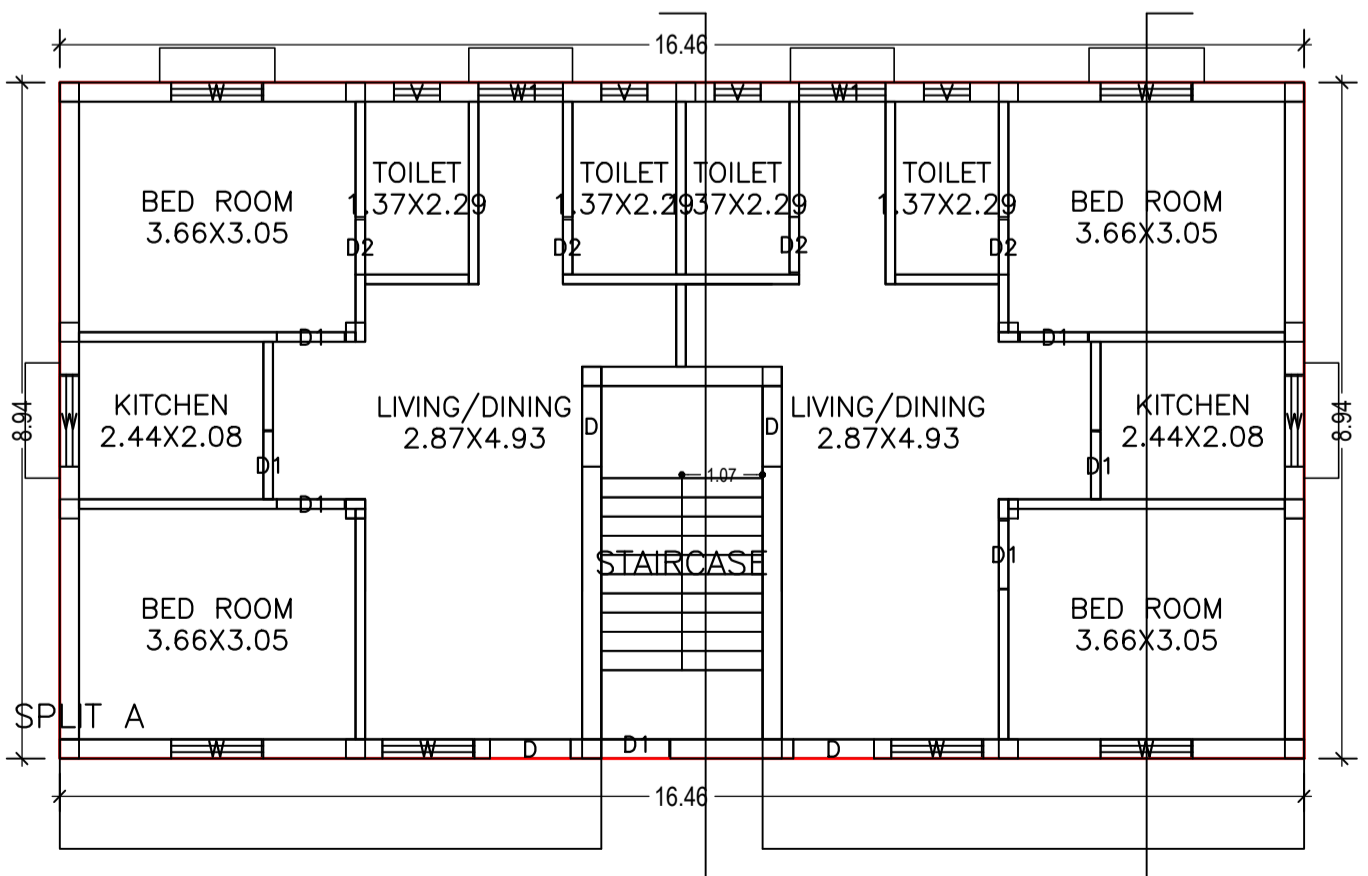 16.46
W
V
W1
V
V
W1
V
W
BED ROOM
3.66X3.05
TOILET
1.37X2.29
TOILET
1.37X2.29
TOILET
1.37X2.29
TOILET
1.37X2.29
BED ROOM
3.66X3.05
D2
D2
D2
D2
D1
D1
8.94
W
KITCHEN
2.44X2.08
LIVING/DINING
2.87X4.93
D
D
LIVING/DINING
2.87X4.93
KITCHEN
2.44X2.08
W
8.94
D1
1.07
D1
D1
STAIRCASE
D1
BED ROOM
3.66X3.05
BED ROOM
3.66X3.05
SPLIT A
W
W
D
D1
D
W
W
16.46